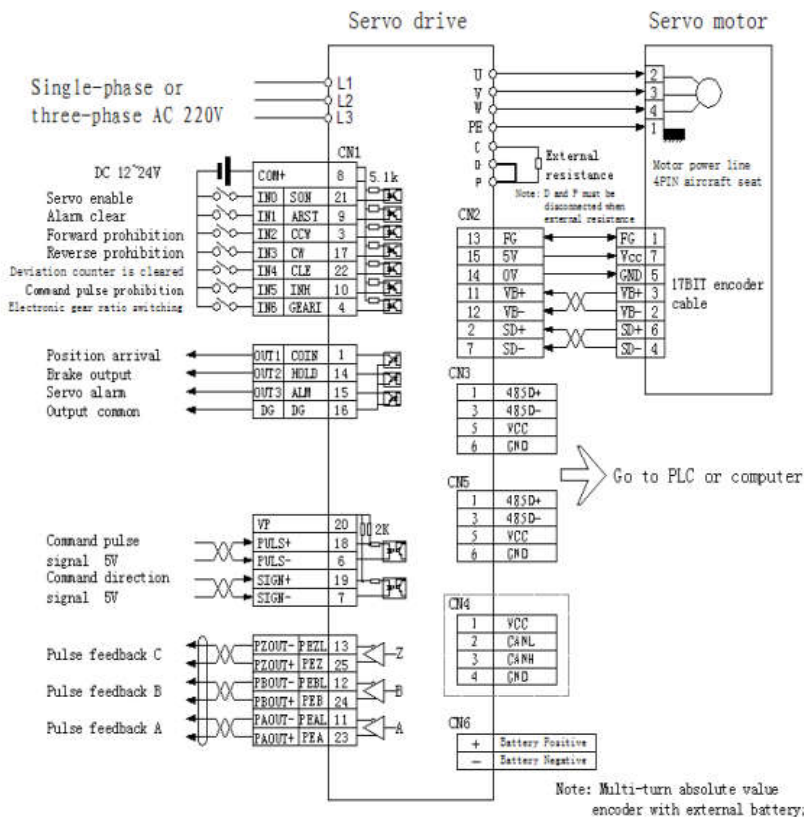 Servo drive
Servo motor
Single-phase or
three-phase AC 220V
L1
L2
L3
U
V
W
PE
C
D
P
2
3
4
1
External
resistance
Note: D and P must be
disconnected when
external resistance
Motor power line
4PIN aircraft seat
CN1
DC 12~24V
COM+ 8 5.1k
Servo enable IN0 SON 21
Alarm clear IN1 ARST 9
Forward prohibition IN2 CCW 3
Reverse prohibition IN3 CW 17
Deviation counter is cleared IN4 CLE 22
Command pulse prohibition IN5 INH 10
Electronic gear ratio switching IN6 GEAR1 4
CN2
13 FG FG 1
15 5V Vcc 7
14 0V GND 5
11 VB+ VB+ 3
12 VB- VB- 2
2 SD+ SD+ 6
7 SD- SD- 4
17BIT encoder
cable
Position arrival OUT1 COIN 1
Brake output OUT2 HOLD 14
Servo alarm OUT3 ALM 15
Output common DG DG 16
CN3
1 485D+
3 485D-
5 VCC
6 GND
Go to PLC or computer
CN5
1 485D+
3 485D-
5 VCC
6 GND
VP 20 2K
Command pulse
signal 5V
PULS+ 18
PULS- 6
Command direction
signal 5V
SIGN+ 19
SIGN- 7
CN4
1 VCC
2 CANL
3 CANH
4 GND
Pulse feedback C
PZOUT- PEZL 13
PZOUT+ PEZ 25
Z
Pulse feedback B
PBOUT- PEBL 12
PBOUT+ PEB 24
B
Pulse feedback A
PAOUT- PEAL 11
PAOUT+ PEA 23
A
CN6
+ Battery Positive
- Battery Negative
Note: Multi-turn absolute value
encoder with external battery;